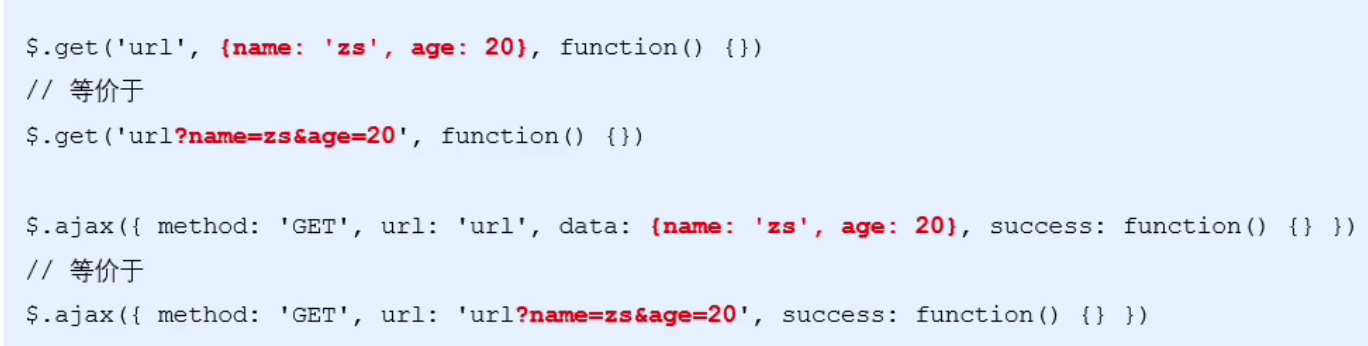 $.get('url', {name: 'zs', age: 20}, function() {})
// 等价于
$.get('url?name=zs&age=20', function() {})
$.ajax({ method: 'GET', url: 'url', data: {name: 'zs', age: 20}, success: function() {} })
// 等价于
$.ajax({ method: 'GET', url: 'url?name=zs&age=20', success: function() {} })